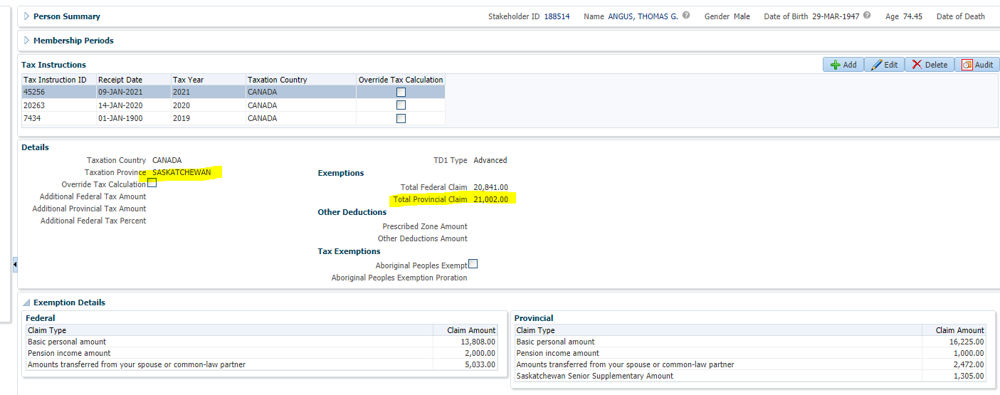 Person Summary Stakeholder ID 188514 Name ANGUS, THOMAS G. Gender Male Date of Birth 29-MAR-1947 Age 74.45 Date of Death
Membership Periods
Tax Instructions Add Edit Delete Audit
Tax Instruction ID Receipt Date Tax Year Taxation Country Override Tax Calculation
45256 09-JAN-2021 2021 CANADA
20263 14-JAN-2020 2020 CANADA
7434 01-JAN-1900 2019 CANADA
Details
Taxation Country CANADA
Taxation Province SASKATCHEWAN
Override Tax Calculation
Additional Federal Tax Amount
Additional Provincial Tax Amount
Additional Federal Tax Percent
TD1 Type Advanced
Exemptions
Total Federal Claim 20,841.00
Total Provincial Claim 21,002.00
Other Deductions
Prescribed Zone Amount
Other Deductions Amount
Tax Exemptions
Aboriginal Peoples Exempt
Aboriginal Peoples Exemption Proration
Exemption Details
Federal
Claim Type Claim Amount
Basic personal amount 13,808.00
Pension income amount 2,000.00
Amounts transferred from your spouse or common-law partner 5,033.00
Provincial
Claim Type Claim Amount
Basic personal amount 16,225.00
Pension income amount 1,000.00
Amounts transferred from your spouse or common-law partner 2,472.00
Saskatchewan Senior Supplementary Amount 1,305.00